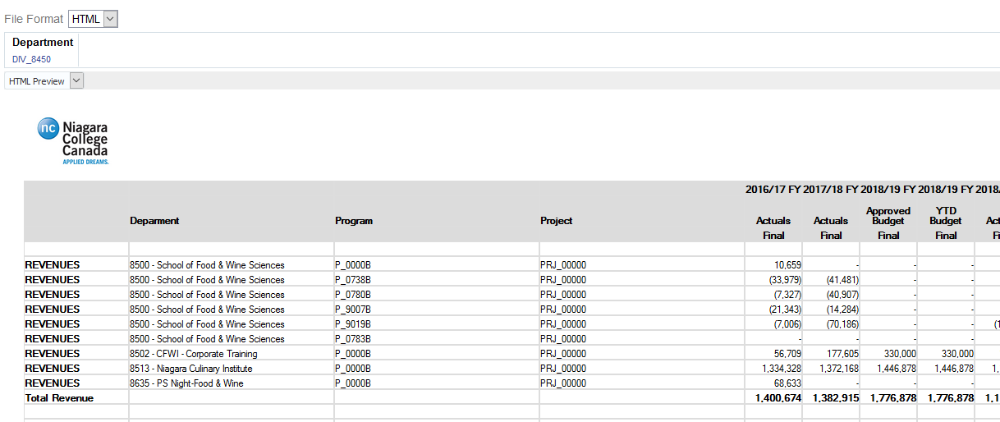 File Format HTML
Department
DIV_8450
HTML Preview
nc Niagara
College
Canada
APPLIED DREAMS.
2016/17 FY 2017/18 FY 2018/19 FY 2018/19 FY 2018/
Deparment Program Project Actuals Actuals Approved Budget YTD Budget
Final Final Final Final
REVENUES 8500 - School of Food & Wine Sciences P_0000B PRJ_00000 10,659 - - -
REVENUES 8500 - School of Food & Wine Sciences P_0738B PRJ_00000 (33,979) (41,481) - -
REVENUES 8500 - School of Food & Wine Sciences P_0780B PRJ_00000 (7,327) (40,907) - -
REVENUES 8500 - School of Food & Wine Sciences P_9007B PRJ_00000 (21,343) (14,284) - -
REVENUES 8500 - School of Food & Wine Sciences P_9019B PRJ_00000 (7,006) (70,186) - - (1
REVENUES 8500 - School of Food & Wine Sciences P_0783B PRJ_00000 - - - -
REVENUES 8502 - CFWI - Corporate Training P_0000B PRJ_00000 56,709 177,605 330,000 330,000
REVENUES 8513 - Niagara Culinary Institute P_0000B PRJ_00000 1,334,328 1,372,168 1,446,878 1,446,878 1,
REVENUES 8635 - PS Night-Food & Wine P_0000B PRJ_00000 68,633 - - -
Total Revenue 1,400,674 1,382,915 1,776,878 1,776,878 1,1